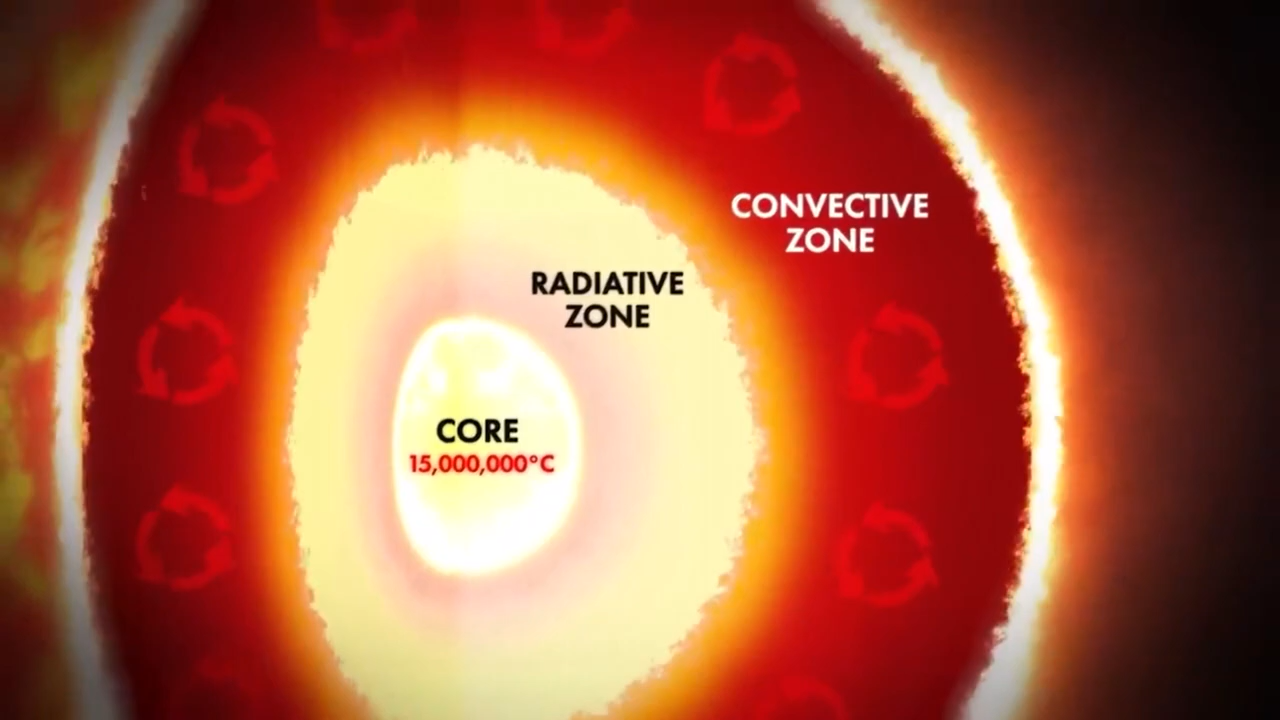 CONVECTIVE
ZONE
RADIATIVE
ZONE
CORE
15,000,000°C